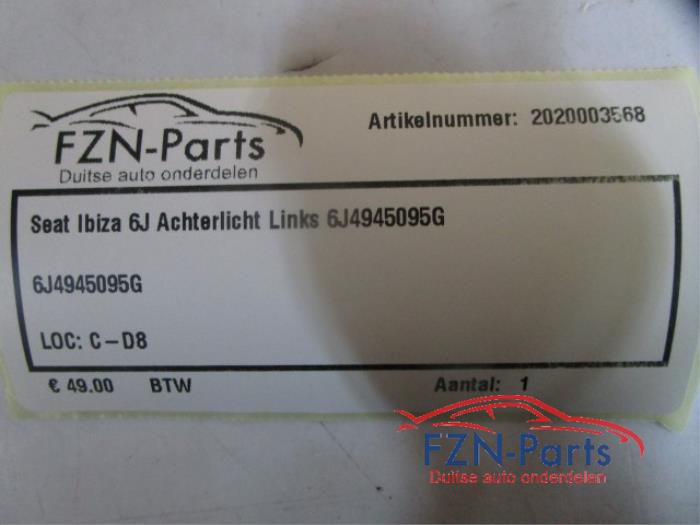 FZN-Parts
Duitse auto onderdelen
Artikelnummer: 2020003568
Seat Ibiza 6J Achterlicht Links 6J4945095G
6J4945095G
LOC: C-D8
€ 49.00 BTW Aantal: 1
FZN-Parts
Duitse auto onderdelen